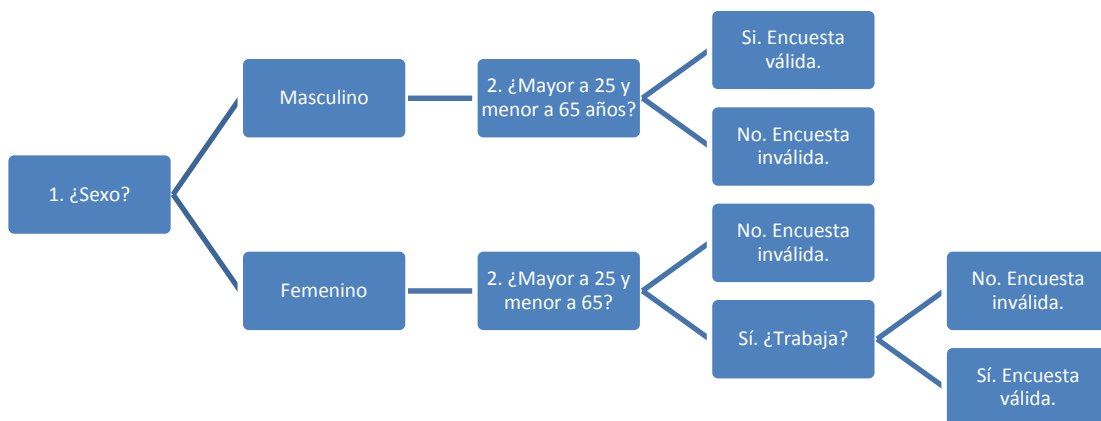 1. ¿Sexo?
Masculino
2. ¿Mayor a 25 y
menor a 65 años?
Si. Encuesta
válida.
No. Encuesta
inválida.
Femenino
2. ¿Mayor a 25 y
menor a 65?
No. Encuesta
inválida.
Sí. ¿Trabaja?
No. Encuesta
inválida.
Sí. Encuesta
válida.